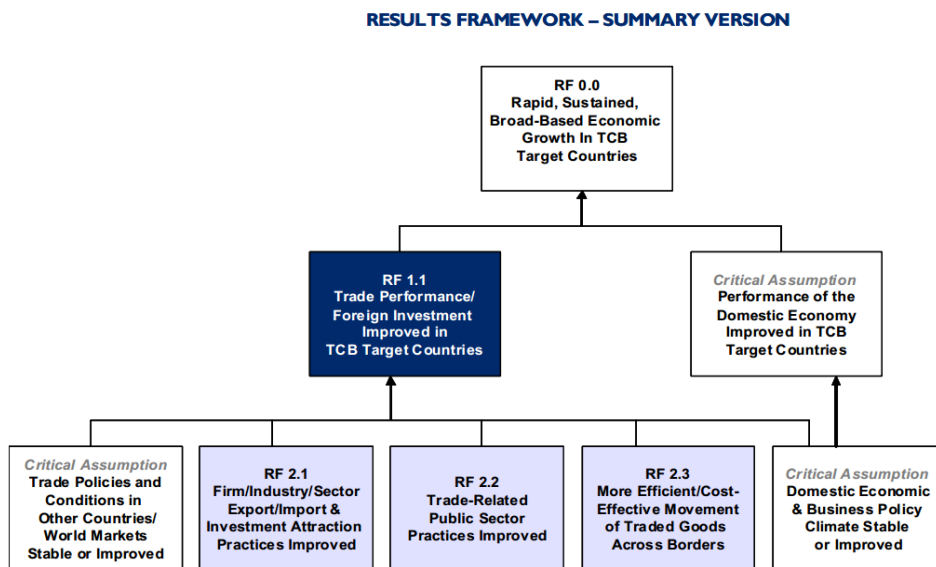 RESULTS FRAMEWORK – SUMMARY VERSION
RF 0.0
Rapid, Sustained,
Broad-Based Economic
Growth In TCB
Target Countries
RF 1.1
Trade Performance/
Foreign Investment
Improved in
TCB Target Countries
Critical Assumption
Performance of the
Domestic Economy
Improved in TCB
Target Countries
Critical Assumption
Trade Policies and
Conditions in
Other Countries/
World Markets
Stable or Improved
RF 2.1
Firm/Industry/Sector
Export/Import &
Investment Attraction
Practices Improved
RF 2.2
Trade-Related
Public Sector
Practices Improved
RF 2.3
More Efficient/Cost-
Effective Movement
of Traded Goods
Across Borders
Critical Assumption
Domestic Economic
& Business Policy
Climate Stable
or Improved